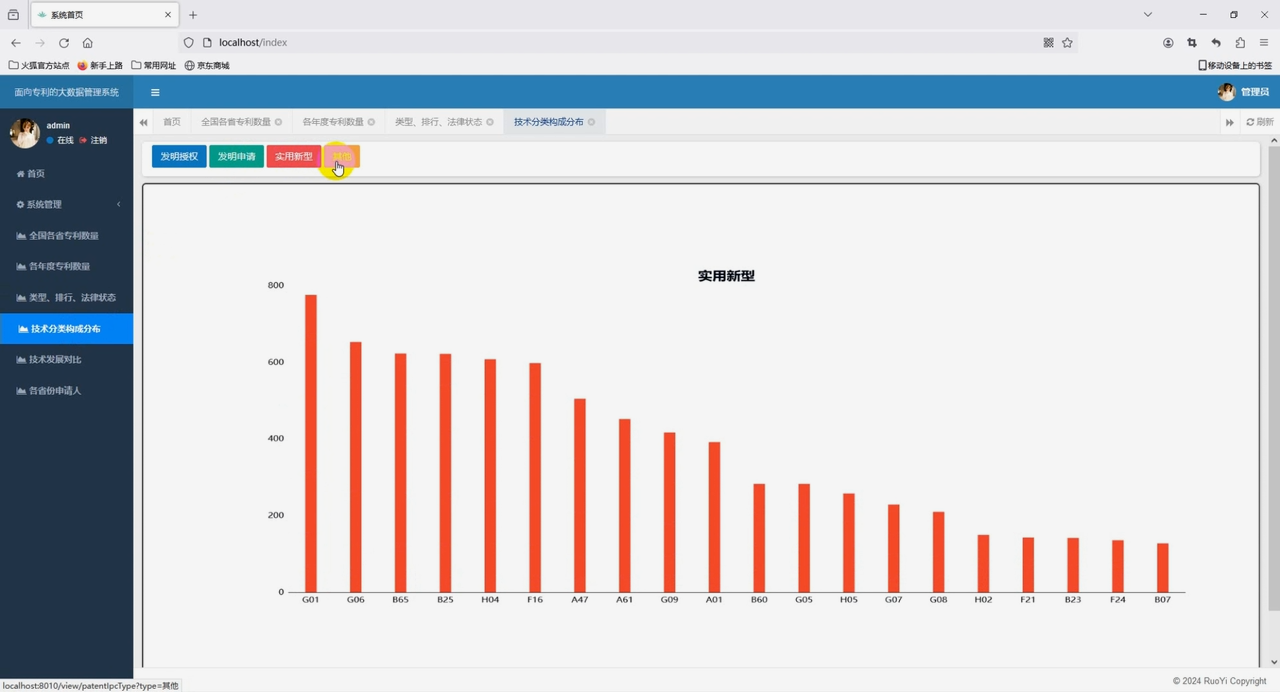 系统首页
localhost/index
火狐官方站点 新手上路 常用网址 京东商城 移动设备上的书签
面向专利的大数据管理系统 管理员
admin
在线 注销
首页 全国各省专利数量 各年度专利数量 类型、排行、法律状态 技术分类构成分布 刷新
发明授权 发明申请 实用新型 其他
首页
系统管理
全国各省专利数量
各年度专利数量
类型、排行、法律状态
技术分类构成分布
技术发展对比
各省份申请人
实用新型
800
600
400
200
0
G01 G06 B65 B25 H04 F16 A47 A61 G09 A01 B60 G05 H05 G07 G08 H02 F21 B23 F24 B07
© 2024 RuoYi Copyright
localhost:8010/view/patentIpcType?type=其他